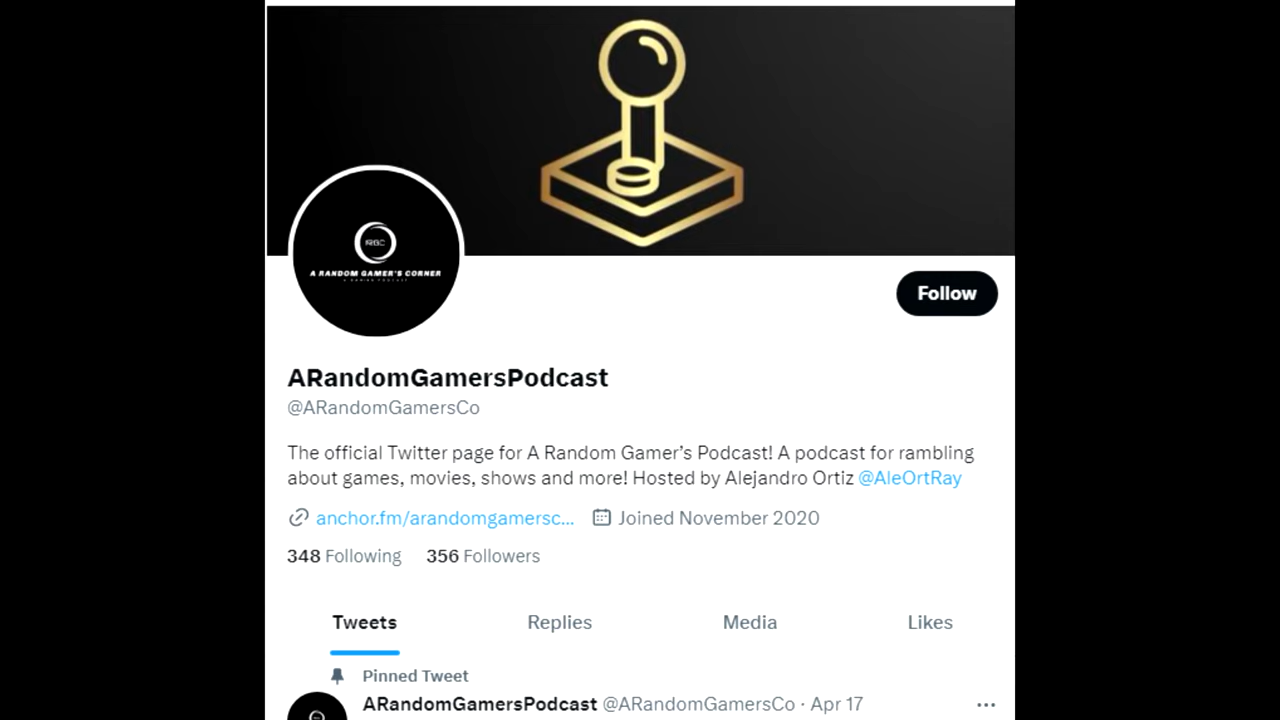 RGC
A RANDOM GAMER'S CORNER
A GAMING PODCAST
Follow
ARandomGamersPodcast
@ARandomGamersCo
The official Twitter page for A Random Gamer’s Podcast! A podcast for rambling
about games, movies, shows and more! Hosted by Alejandro Ortiz @AleOrtRay
anchor.fm/arandomgamersc... Joined November 2020
348 Following 356 Followers
Tweets Replies Media Likes
Pinned Tweet
ARandomGamersPodcast @ARandomGamersCo · Apr 17